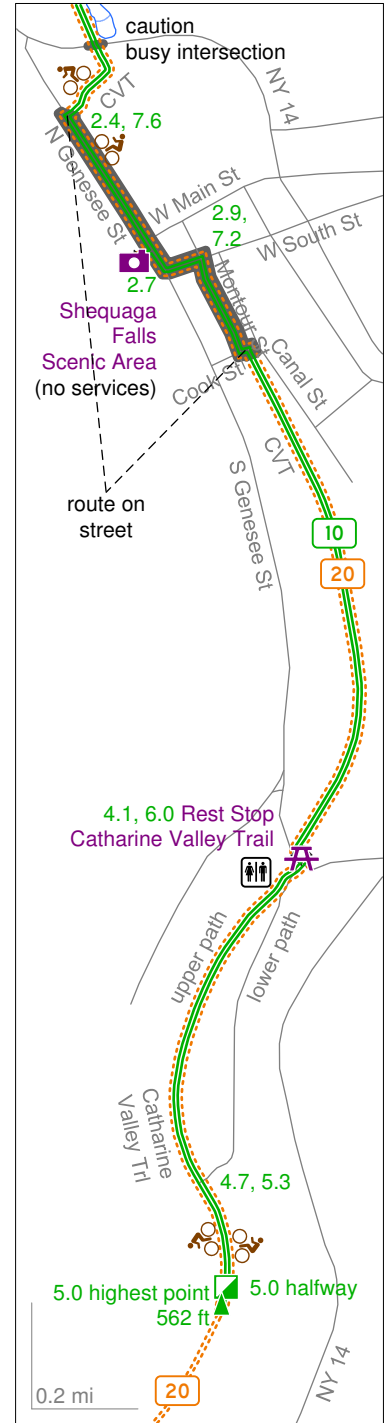 caution
busy intersection
CVT
NY 14
2.4, 7.6
N Genesee St
W Main St
2.9,
7.2
W South St
2.7
Montour St
Shequaga
Falls
Scenic Area
(no services)
Canal St
Cook St
CVT
route on
street
S Genesee St
10
20
4.1, 6.0 Rest Stop
Catharine Valley Trail
upper path
lower path
Catharine
Valley Trl
4.7, 5.3
5.0 highest point
562 ft
5.0 halfway
NY 14
20
0.2 mi